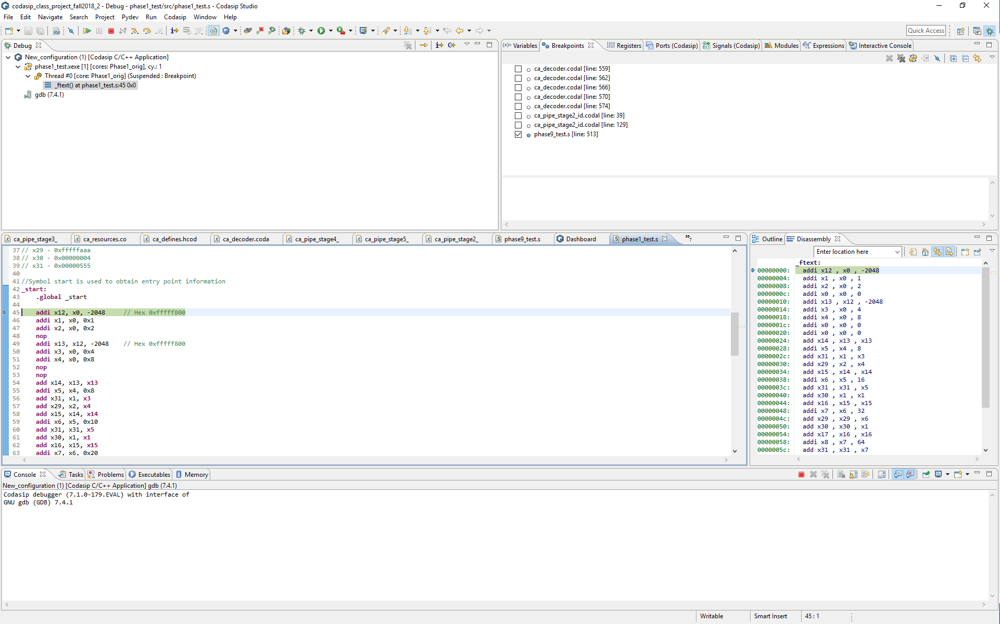 codasip_class_project_fall2018_2 - Debug - phase1_test/src/phase1_test.s - Codasip Studio
File Edit Navigate Search Project Pydev Run Codasip Window Help
Quick Access
Debug
New_configuration (1) [Codasip C/C++ Application]
phase1_test.xexe [1] [cores: Phase1_orig], cy.: 1
Thread #0 [core: Phase1_orig] (Suspended : Breakpoint)
_ftext() at phase1_test.s:45 0x0
gdb (7.4.1)
(x)= Variables Breakpoints Registers Ports (Codasip) Signals (Codasip) Modules Expressions Interactive Console
ca_decoder.codal [line: 559]
ca_decoder.codal [line: 562]
ca_decoder.codal [line: 566]
ca_decoder.codal [line: 570]
ca_decoder.codal [line: 574]
ca_pipe_stage2_id.codal [line: 39]
ca_pipe_stage2_id.codal [line: 129]
phase9_test.s [line: 513]
ca_pipe_stage3_ ca_resources.co ca_defines.hcod ca_decoder.coda ca_pipe_stage4_ ca_pipe_stage5_ ca_pipe_stage2_ phase9_test.s Dashboard phase1_test.s »7
37 // x29 - 0xfffffaaa
38 // x30 - 0x00000004
39 // x31 - 0x00000555
40
41 //Symbol start is used to obtain entry point information
42 _start:
43 .global _start
44
45 addi x12, x0, -2048 // Hex 0xfffff800
46 addi x1, x0, 0x1
47 addi x2, x0, 0x2
48 nop
49 addi x13, x12, -2048 // Hex 0xfffff800
50 addi x3, x0, 0x4
51 addi x4, x0, 0x8
52 nop
53 nop
54 add x14, x13, x13
55 addi x5, x4, 0x8
56 add x31, x1, x3
57 add x29, x2, x4
58 add x15, x14, x14
59 addi x6, x5, 0x10
60 add x31, x31, x5
61 add x30, x1, x1
62 add x16, x15, x15
63 addi x7, x6, 0x20
Outline Disassembly
Enter location here
_ftext:
00000000: addi x12 , x0 , -2048
00000004: addi x1 , x0 , 1
00000008: addi x2 , x0 , 2
0000000c: addi x0 , x0 , 0
00000010: addi x13 , x12 , -2048
00000014: addi x3 , x0 , 4
00000018: addi x4 , x0 , 8
0000001c: addi x0 , x0 , 0
00000020: addi x0 , x0 , 0
00000024: add x14 , x13 , x13
00000028: addi x5 , x4 , 8
0000002c: add x31 , x1 , x3
00000030: add x29 , x2 , x4
00000034: add x15 , x14 , x14
00000038: addi x6 , x5 , 16
0000003c: add x31 , x31 , x5
00000040: add x30 , x1 , x1
00000044: add x16 , x15 , x15
00000048: addi x7 , x6 , 32
0000004c: add x29 , x29 , x6
00000050: add x30 , x30 , x1
00000054: add x17 , x16 , x16
00000058: addi x8 , x7 , 64
0000005c: add x31 , x31 , x7
Console Tasks Problems Executables Memory
New_configuration (1) [Codasip C/C++ Application] gdb (7.4.1)
Codasip debugger (7.1.0-179.EVAL) with interface of
GNU gdb (GDB) 7.4.1
Writable Smart Insert 45 : 1